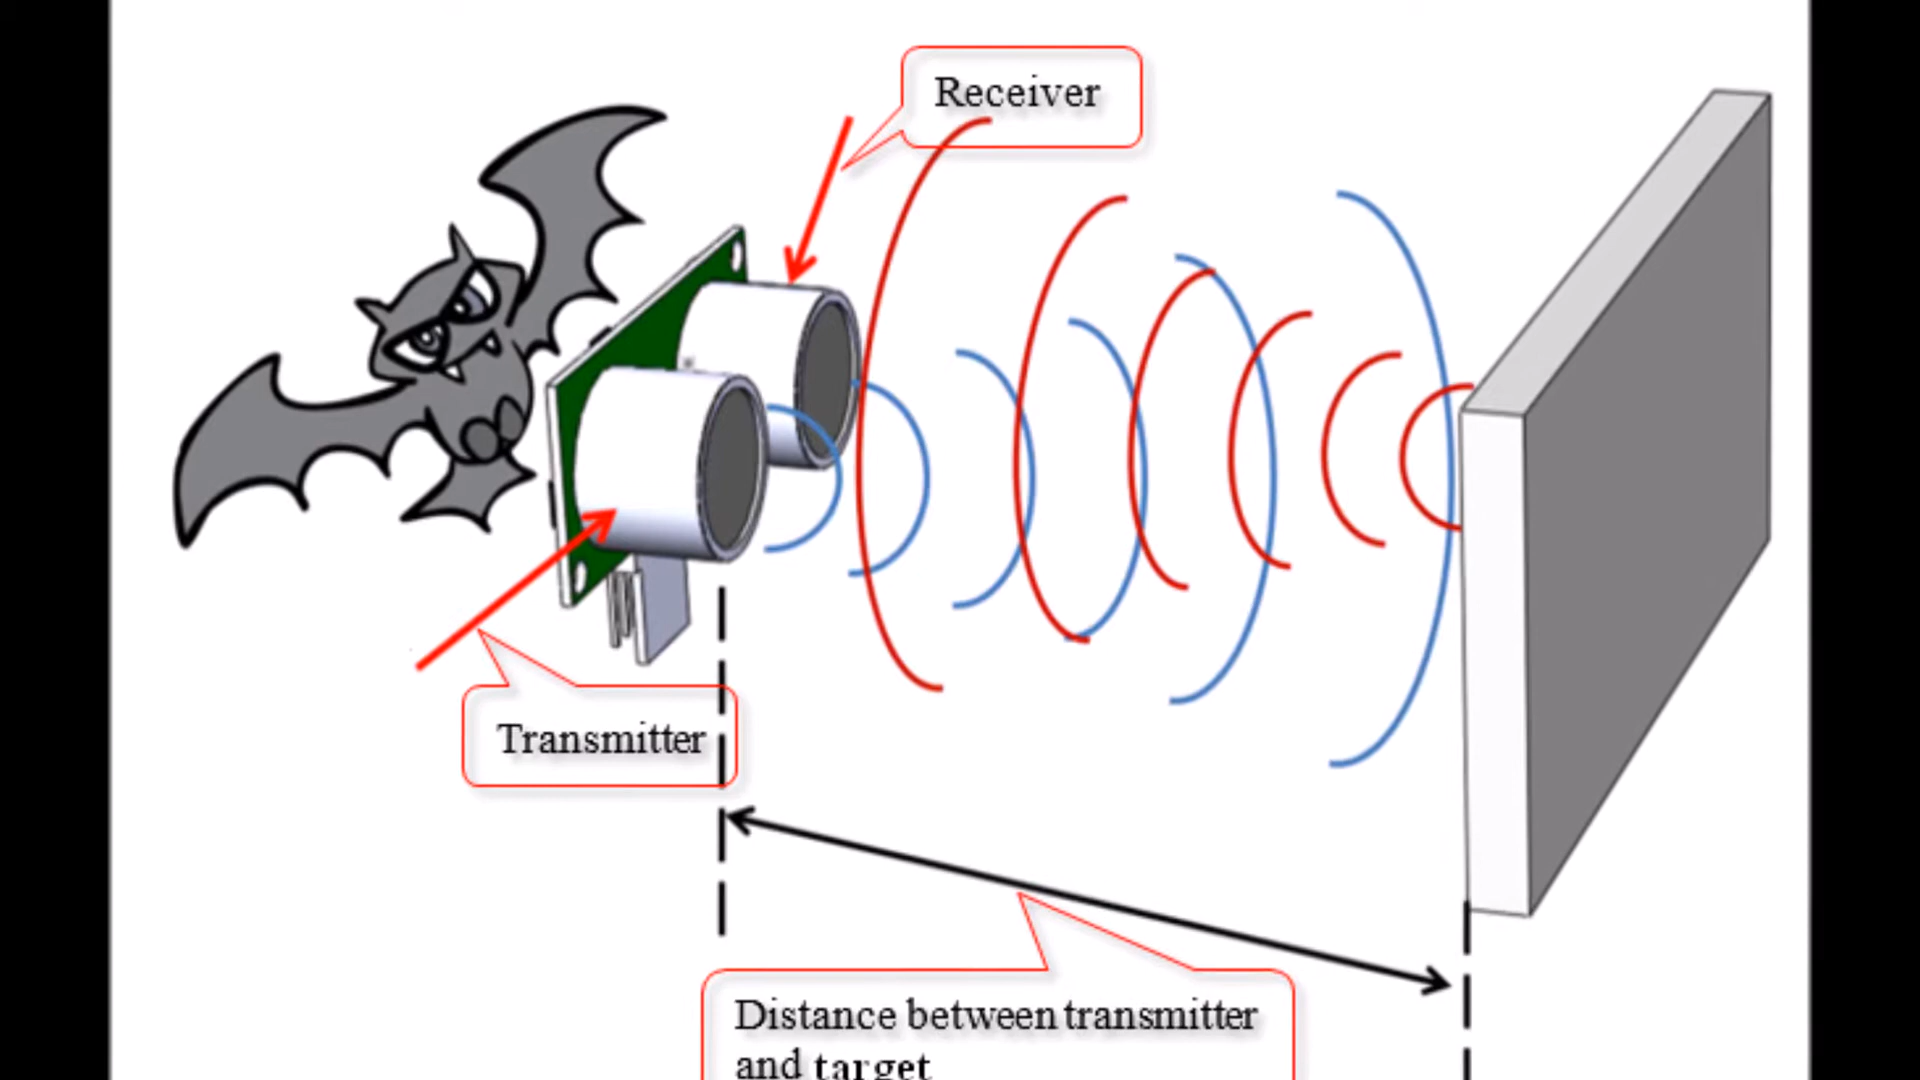 Receiver
Transmitter
Distance between transmitter
and target